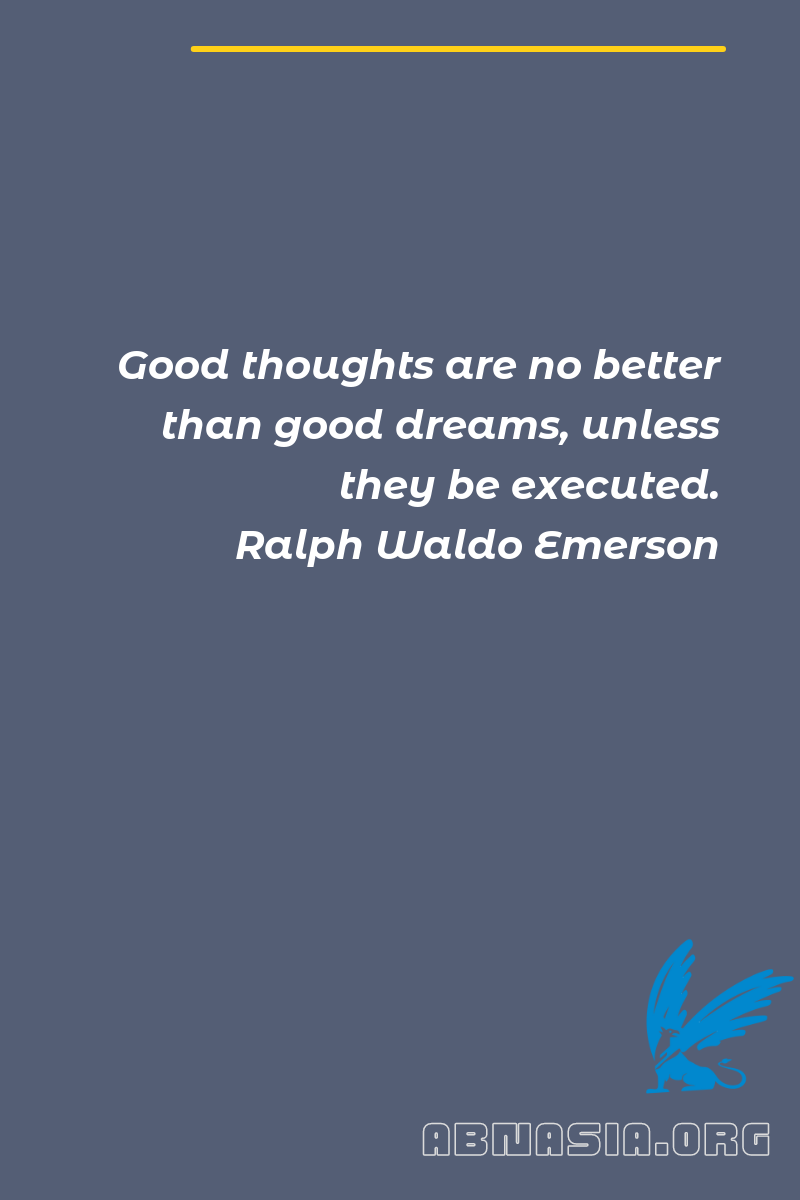 Good thoughts are no better
than good dreams, unless
they be executed.
Ralph Waldo Emerson
ABNASIA.ORG